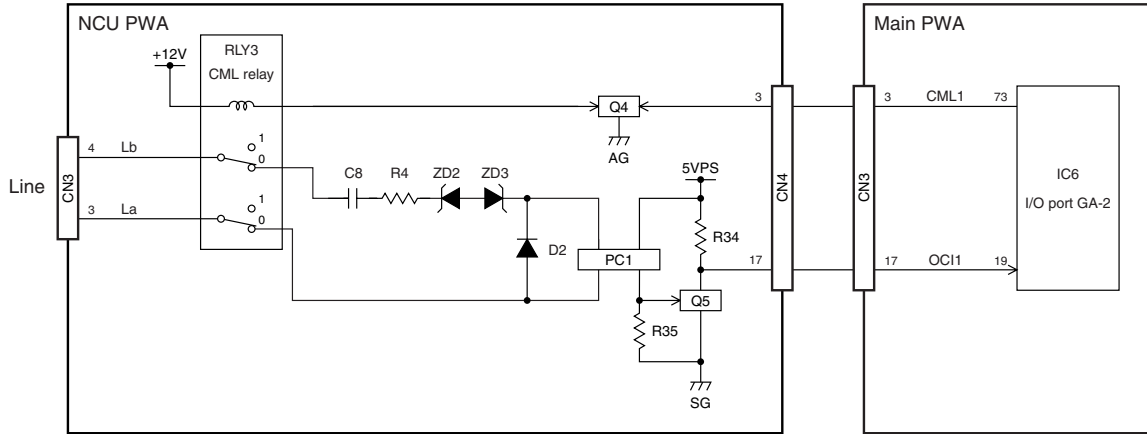 NCU PWA
Main PWA
+12V
RLY3
CML relay
Q4
AG
3
3
CML1
73
4
Lb
1
0
C8
R4
ZD2
ZD3
5VPS
Line
CN3
CN4
CN3
IC6
I/O port GA-2
3
La
1
0
D2
PC1
R34
17
17
OCI1
19
Q5
R35
SG